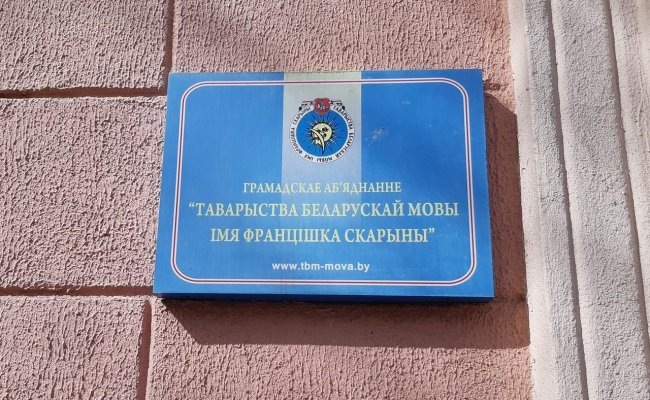 ГРАМАДСКАЕ АБ'ЯДНАННЕ
“ТАВАРЫСТВА БЕЛАРУСКАЙ МОВЫ
ІМЯ ФРАНЦІШКА СКАРЫНЫ”
www.tbm-mova.by